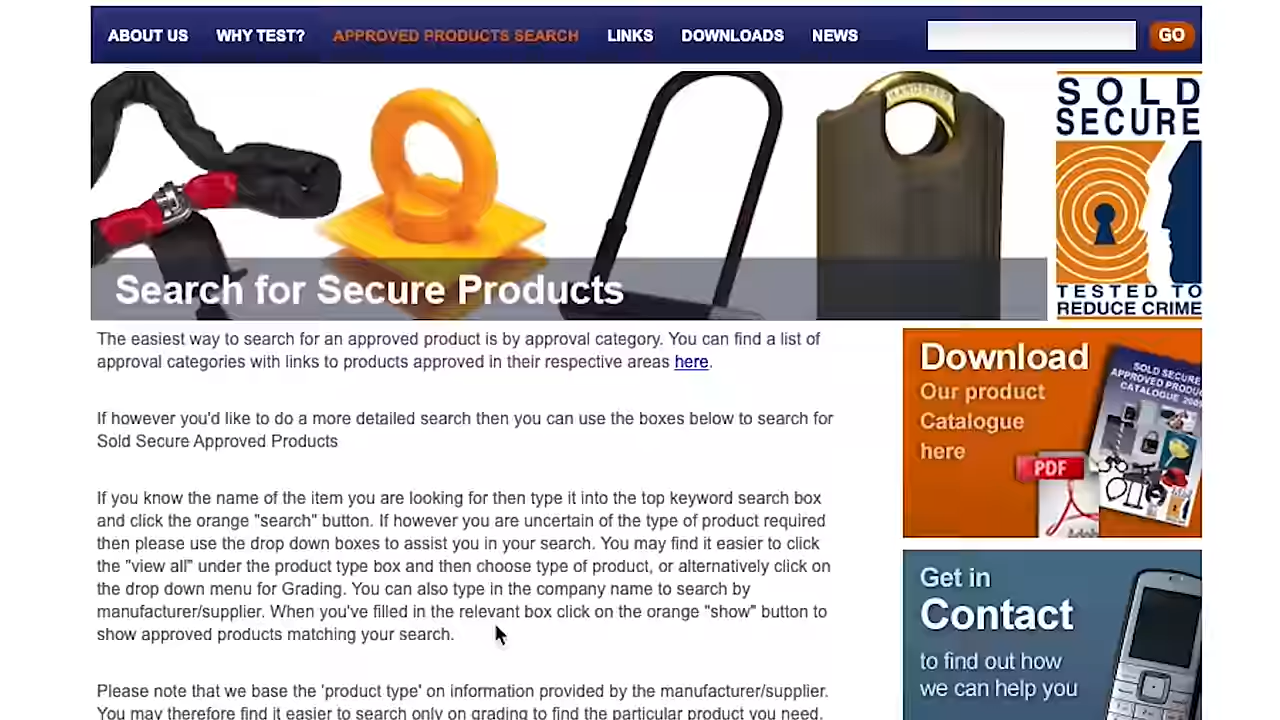 ABOUT US WHY TEST? APPROVED PRODUCTS SEARCH LINKS DOWNLOADS NEWS GO
HARDENED
SOLD
SECURE
TESTED TO
REDUCE CRIME
Search for Secure Products
The easiest way to search for an approved product is by approval category. You can find a list of
approval categories with links to products approved in their respective areas here.
If however you'd like to do a more detailed search then you can use the boxes below to search for
Sold Secure Approved Products
If you know the name of the item you are looking for then type it into the top keyword search box
and click the orange "search" button. If however you are uncertain of the type of product required
then please use the drop down boxes to assist you in your search. You may find it easier to click
the "view all" under the product type box and then choose type of product, or alternatively click on
the drop down menu for Grading. You can also type in the company name to search by
manufacturer/supplier. When you've filled in the relevant box click on the orange "show" button to
show approved products matching your search.
Please note that we base the 'product type' on information provided by the manufacturer/supplier.
You may therefore find it easier to search only on grading to find the particular product you need.
Download
Our product
Catalogue
here
SOLD SECURE
APPROVED PRODUC
CATALOGUE
PDF
Adobe
Get in
Contact
to find out how
we can help you